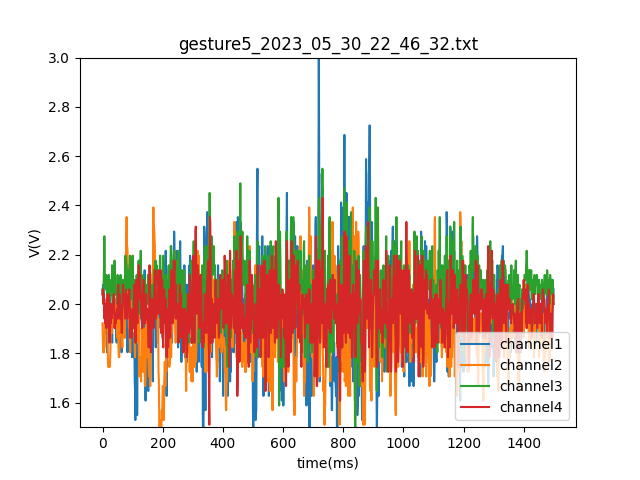 gesture5_2023_05_30_22_46_32.txt
3.0
2.8
2.6
2.4
2.2
2.0
1.8
1.6
V(V)
channel1
channel2
channel3
channel4
0 200 400 600 800 1000 1200 1400
time(ms)